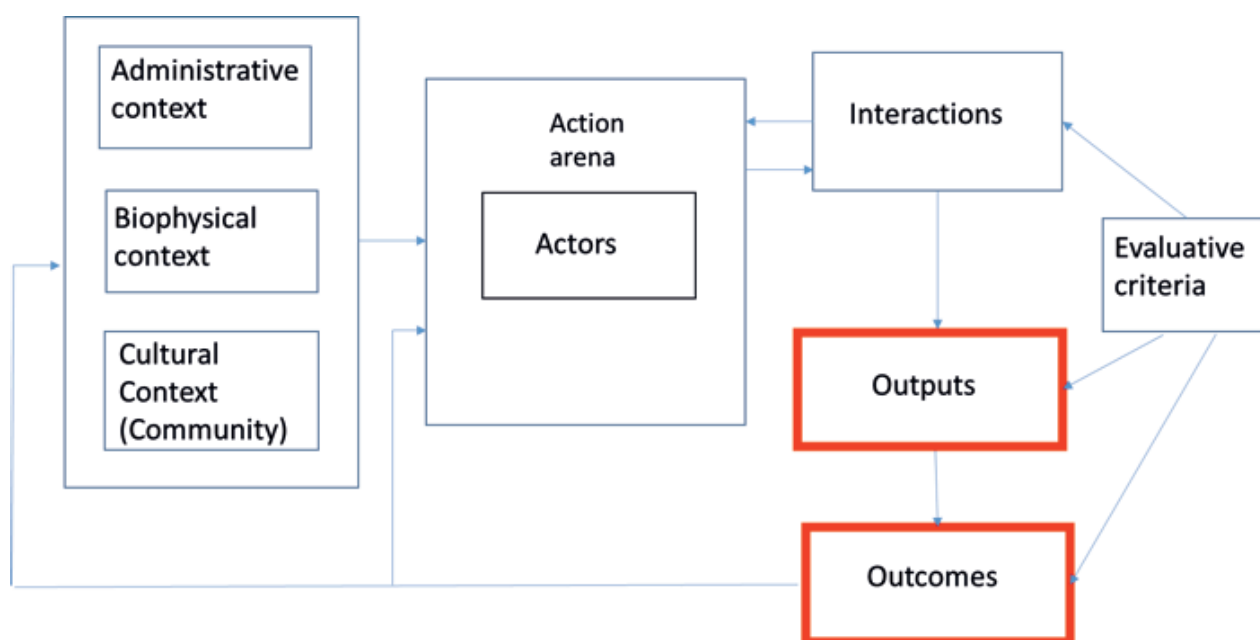 Administrative
context
Biophysical
context
Cultural
Context
(Community)
Action
arena
Actors
Interactions
Outputs
Outcomes
Evaluative
criteria